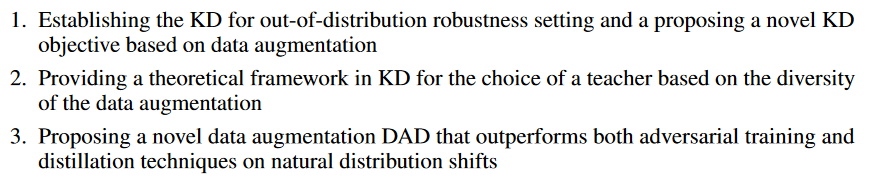 1. Establishing the KD for out-of-distribution robustness setting and a proposing a novel KD
objective based on data augmentation
2. Providing a theoretical framework in KD for the choice of a teacher based on the diversity
of the data augmentation
3. Proposing a novel data augmentation DAD that outperforms both adversarial training and
distillation techniques on natural distribution shifts